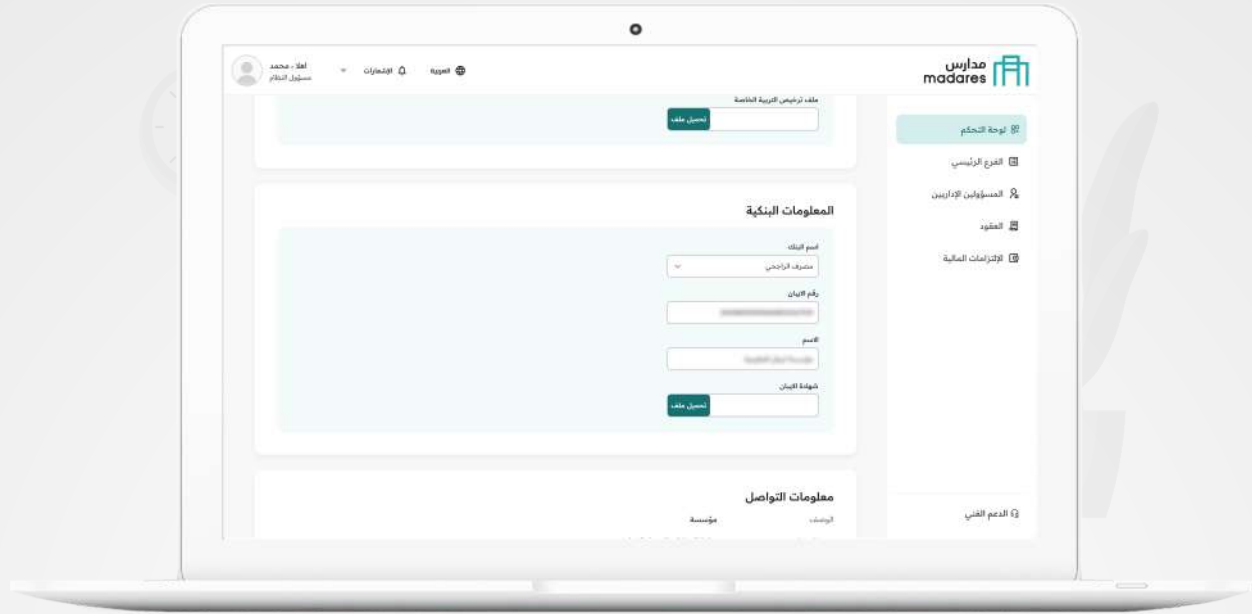 مدارس
madares
العربية
الإشعارات
اهلا ، محمد
مسؤول النظام
لوحة التحكم
الفرع الرئيسي
المسؤولين الإداريين
العقود
الإلتزامات المالية
الدعم الفني
ملف ترخيص التربية الخاصة
تحميل ملف
المعلومات البنكية
اسم البنك
مصرف الراجحي
رقم الايبان
الاسم
شهادة الايبان
تحميل ملف
معلومات التواصل
الوصف
مؤسسة